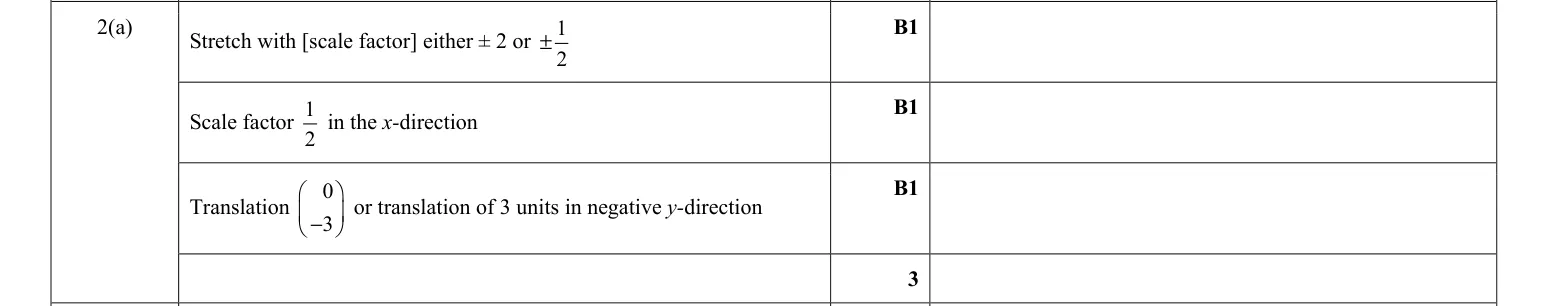 2(a) Stretch with [scale factor] either ± 2 or ±1/2 B1
Scale factor 1/2 in the x-direction B1
Translation (0 −3) or translation of 3 units in negative y-direction B1
3